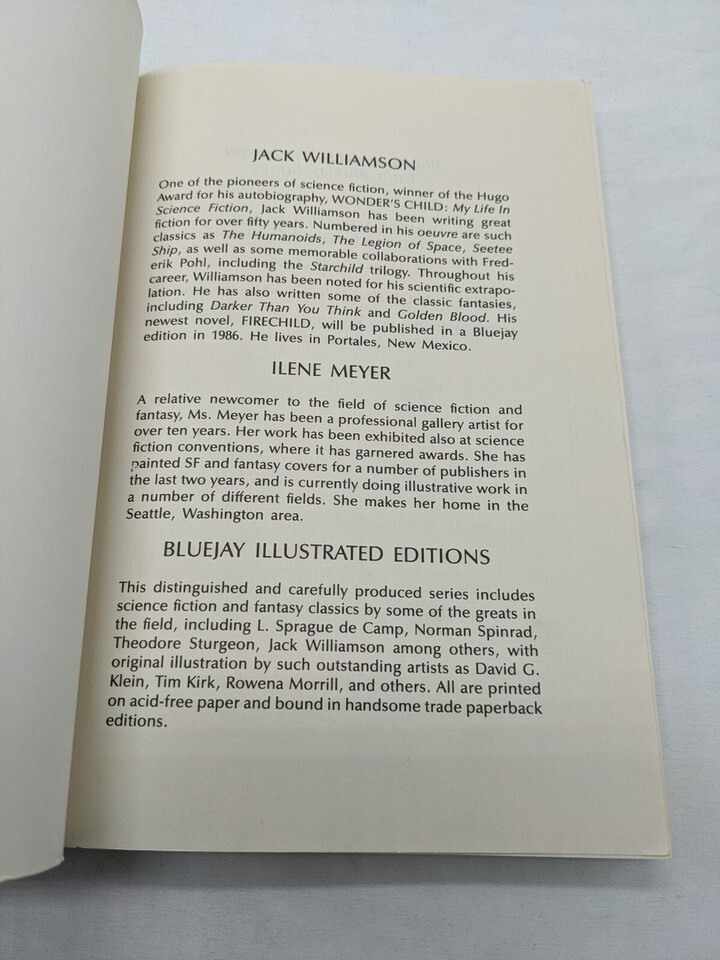 JACK WILLIAMSON
One of the pioneers of science fiction, winner of the Hugo
Award for his autobiography, WONDER'S CHILD: My Life In
Science Fiction, Jack Williamson has been writing great
fiction for over fifty years. Numbered in his oeuvre are such
classics as The Humanoids, The Legion of Space, Seetee
Ship, as well as some memorable collaborations with Fred-
erik Pohl, including the Starchild trilogy. Throughout his
career, Williamson has been noted for his scientific extrapo-
lation. He has also written some of the classic fantasies,
including Darker Than You Think and Golden Blood. His
newest novel, FIRECHILD, will be published in a Bluejay
edition in 1986. He lives in Portales, New Mexico.
ILENE MEYER
A relative newcomer to the field of science fiction and
fantasy, Ms. Meyer has been a professional gallery artist for
over ten years. Her work has been exhibited also at science
fiction conventions, where it has garnered awards. She has
painted SF and fantasy covers for a number of publishers in
the last two years, and is currently doing illustrative work in
a number of different fields. She makes her home in the
Seattle, Washington area.
BLUEJAY ILLUSTRATED EDITIONS
This distinguished and carefully produced series includes
science fiction and fantasy classics by some of the greats in
the field, including L. Sprague de Camp, Norman Spinrad,
Theodore Sturgeon, Jack Williamson among others, with
original illustration by such outstanding artists as David G.
Klein, Tim Kirk, Rowena Morrill, and others. All are printed
on acid-free paper and bound in handsome trade paperback
editions.